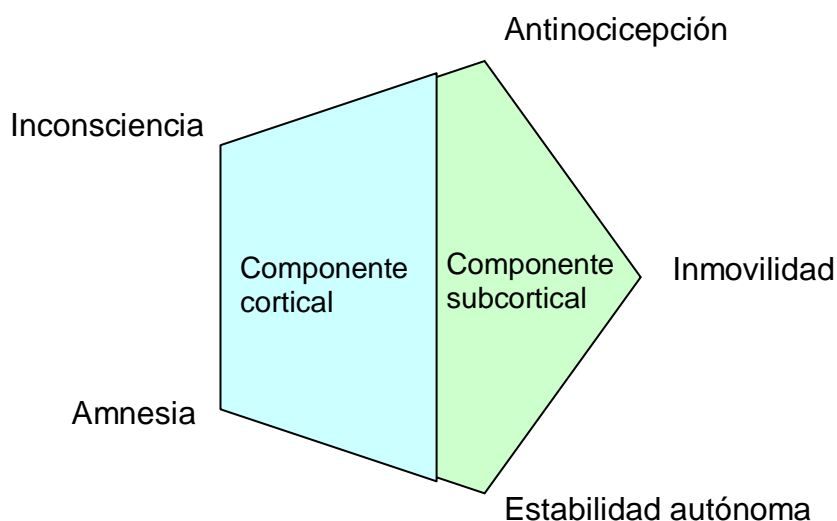 Antinocicepción
Inconsciencia
Componente
cortical
Componente
subcortical
Inmovilidad
Amnesia
Estabilidad autónoma